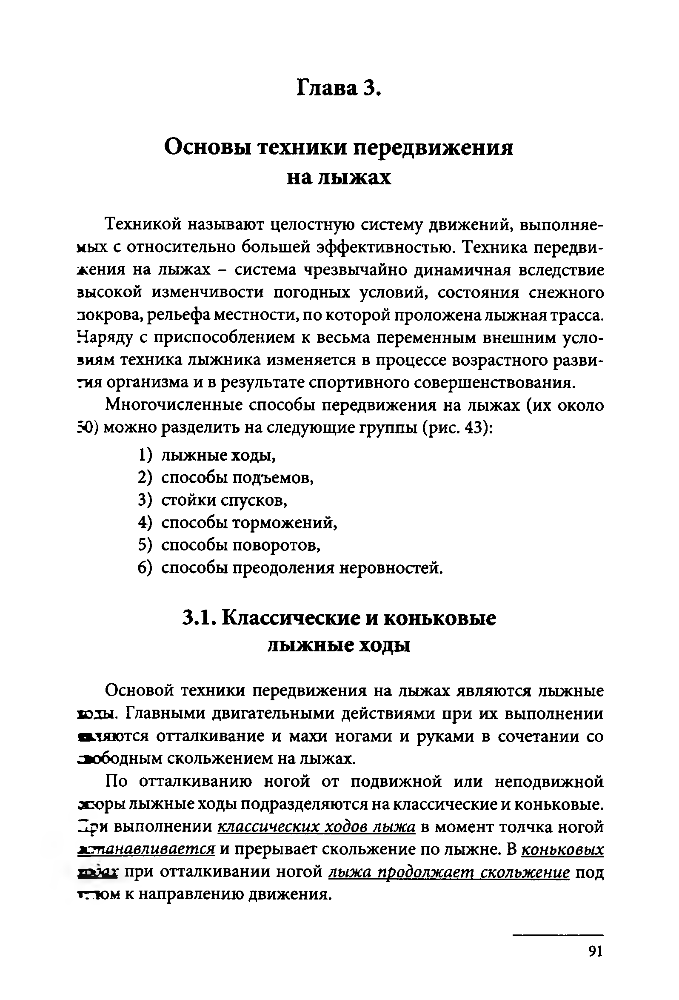 Глава 3.
Основы техники передвижения
на лыжах
Техникой называют целостную систему движений, выполняе-
мых с относительно большей эффективностью. Техника передви-
жения на лыжах – система чрезвычайно динамичная вследствие
высокой изменчивости погодных условий, состояния снежного
покрова, рельефа местности, по которой проложена лыжная трасса.
Наряду с приспособлением к весьма переменным внешним усло-
виям техника лыжника изменяется в процессе возрастного разви-
тия организма и в результате спортивного совершенствования.
Многочисленные способы передвижения на лыжах (их около
50) можно разделить на следующие группы (рис. 43):
1) лыжные ходы,
2) способы подъемов,
3) стойки спусков,
4) способы торможений,
5) способы поворотов,
6) способы преодоления неровностей.
3.1. Классические и коньковые
лыжные ходы
Основой техники передвижения на лыжах являются лыжные
ходы. Главными двигательными действиями при их выполнении
являются отталкивание и махи ногами и руками в сочетании со
свободным скольжением на лыжах.
По отталкиванию ногой от подвижной или неподвижной
опоры лыжные ходы подразделяются на классические и коньковые.
При выполнении классических ходов лыжа в момент толчка ногой
останавливается и прерывает скольжение по лыжне. В коньковых
ходах при отталкивании ногой лыжа продолжает скольжение под
углом к направлению движения.
91